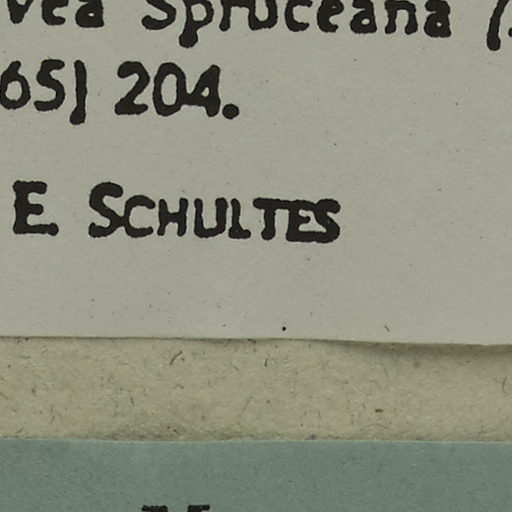 vea Spruceana (
65) 204.
E. SCHULTES